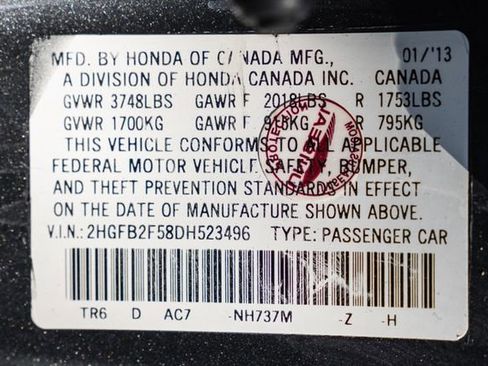 MFD. BY HONDA OF CANADA MFG., 01/'13
A DIVISION OF HONDA CANADA INC. CANADA
GVWR 3748LBS GAWR F 2018LBS R 1753LBS
GVWR 1700KG GAWR F 915KG R 795KG
THIS VEHICLE CONFORMS TO ALL APPLICABLE
FEDERAL MOTOR VEHICLE SAFETY, BUMPER,
AND THEFT PREVENTION STANDARDS IN EFFECT
ON THE DATE OF MANUFACTURE SHOWN ABOVE.
V.I.N.: 2HGFB2F58DH523496 TYPE: PASSENGER CAR
TR6 D AC7 -NH737M -Z -H